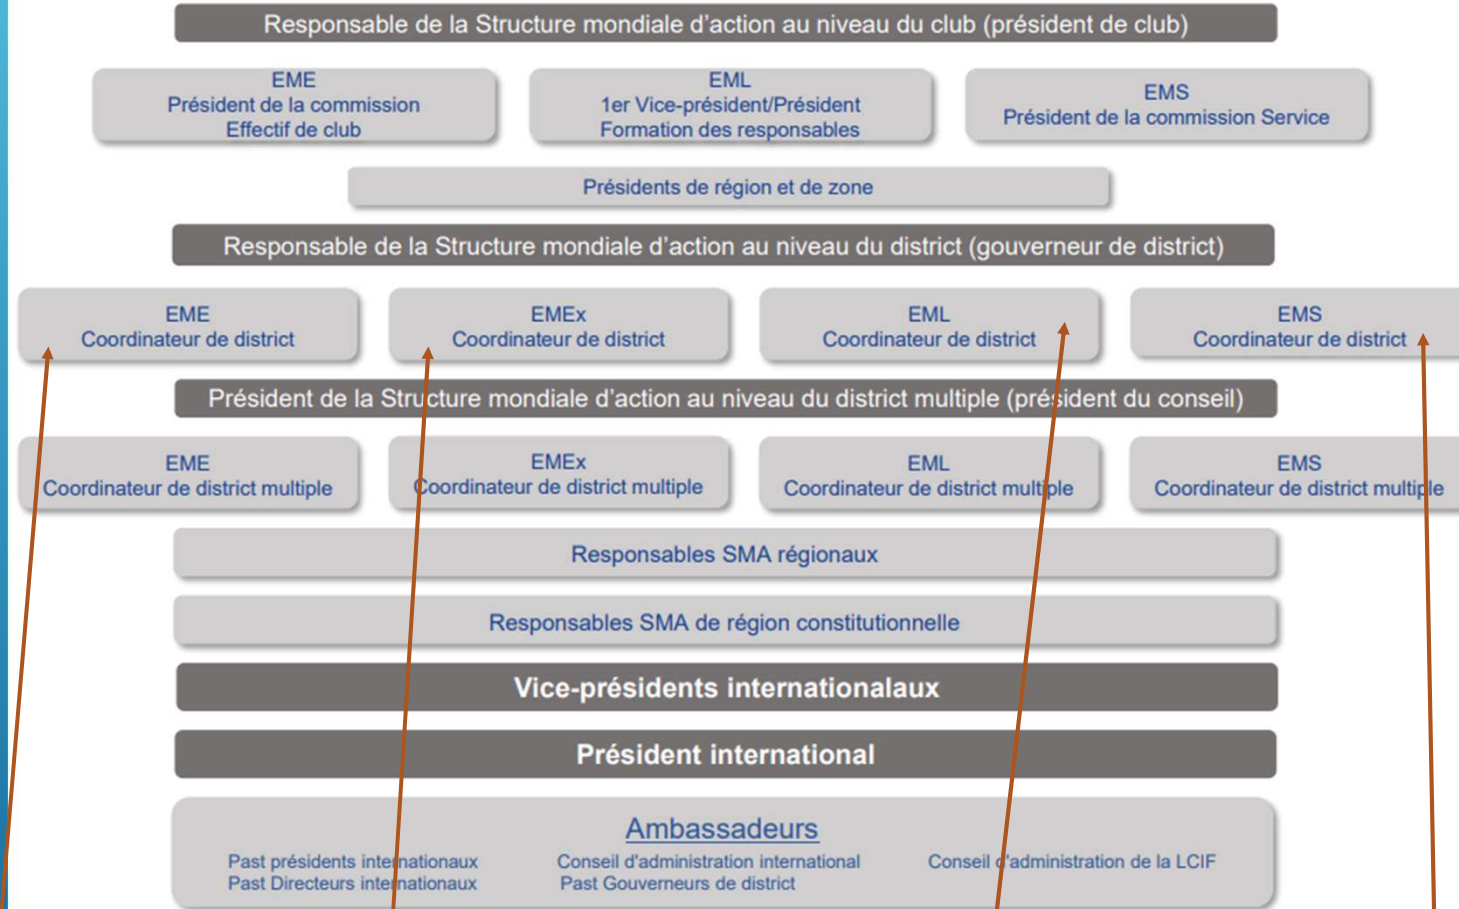 Responsable de la Structure mondiale d'action au niveau du club (président de club)
EME
Président de la commission
Effectif de club
EML
1er Vice-président/Président
Formation des responsables
EMS
Président de la commission Service
Présidents de région et de zone
Responsable de la Structure mondiale d'action au niveau du district (gouverneur de district)
EME
Coordinateur de district
EMEx
Coordinateur de district
EML
Coordinateur de district
EMS
Coordinateur de district
Président de la Structure mondiale d'action au niveau du district multiple (président du conseil)
EME
Coordinateur de district multiple
EMEx
Coordinateur de district multiple
EML
Coordinateur de district multiple
EMS
Coordinateur de district multiple
Responsables SMA régionaux
Responsables SMA de région constitutionnelle
Vice-présidents internationalaux
Président international
Ambassadeurs
Past présidents internationaux
Past Directeurs internationaux
Conseil d'administration international
Past Gouverneurs de district
Conseil d'administration de la LCIF